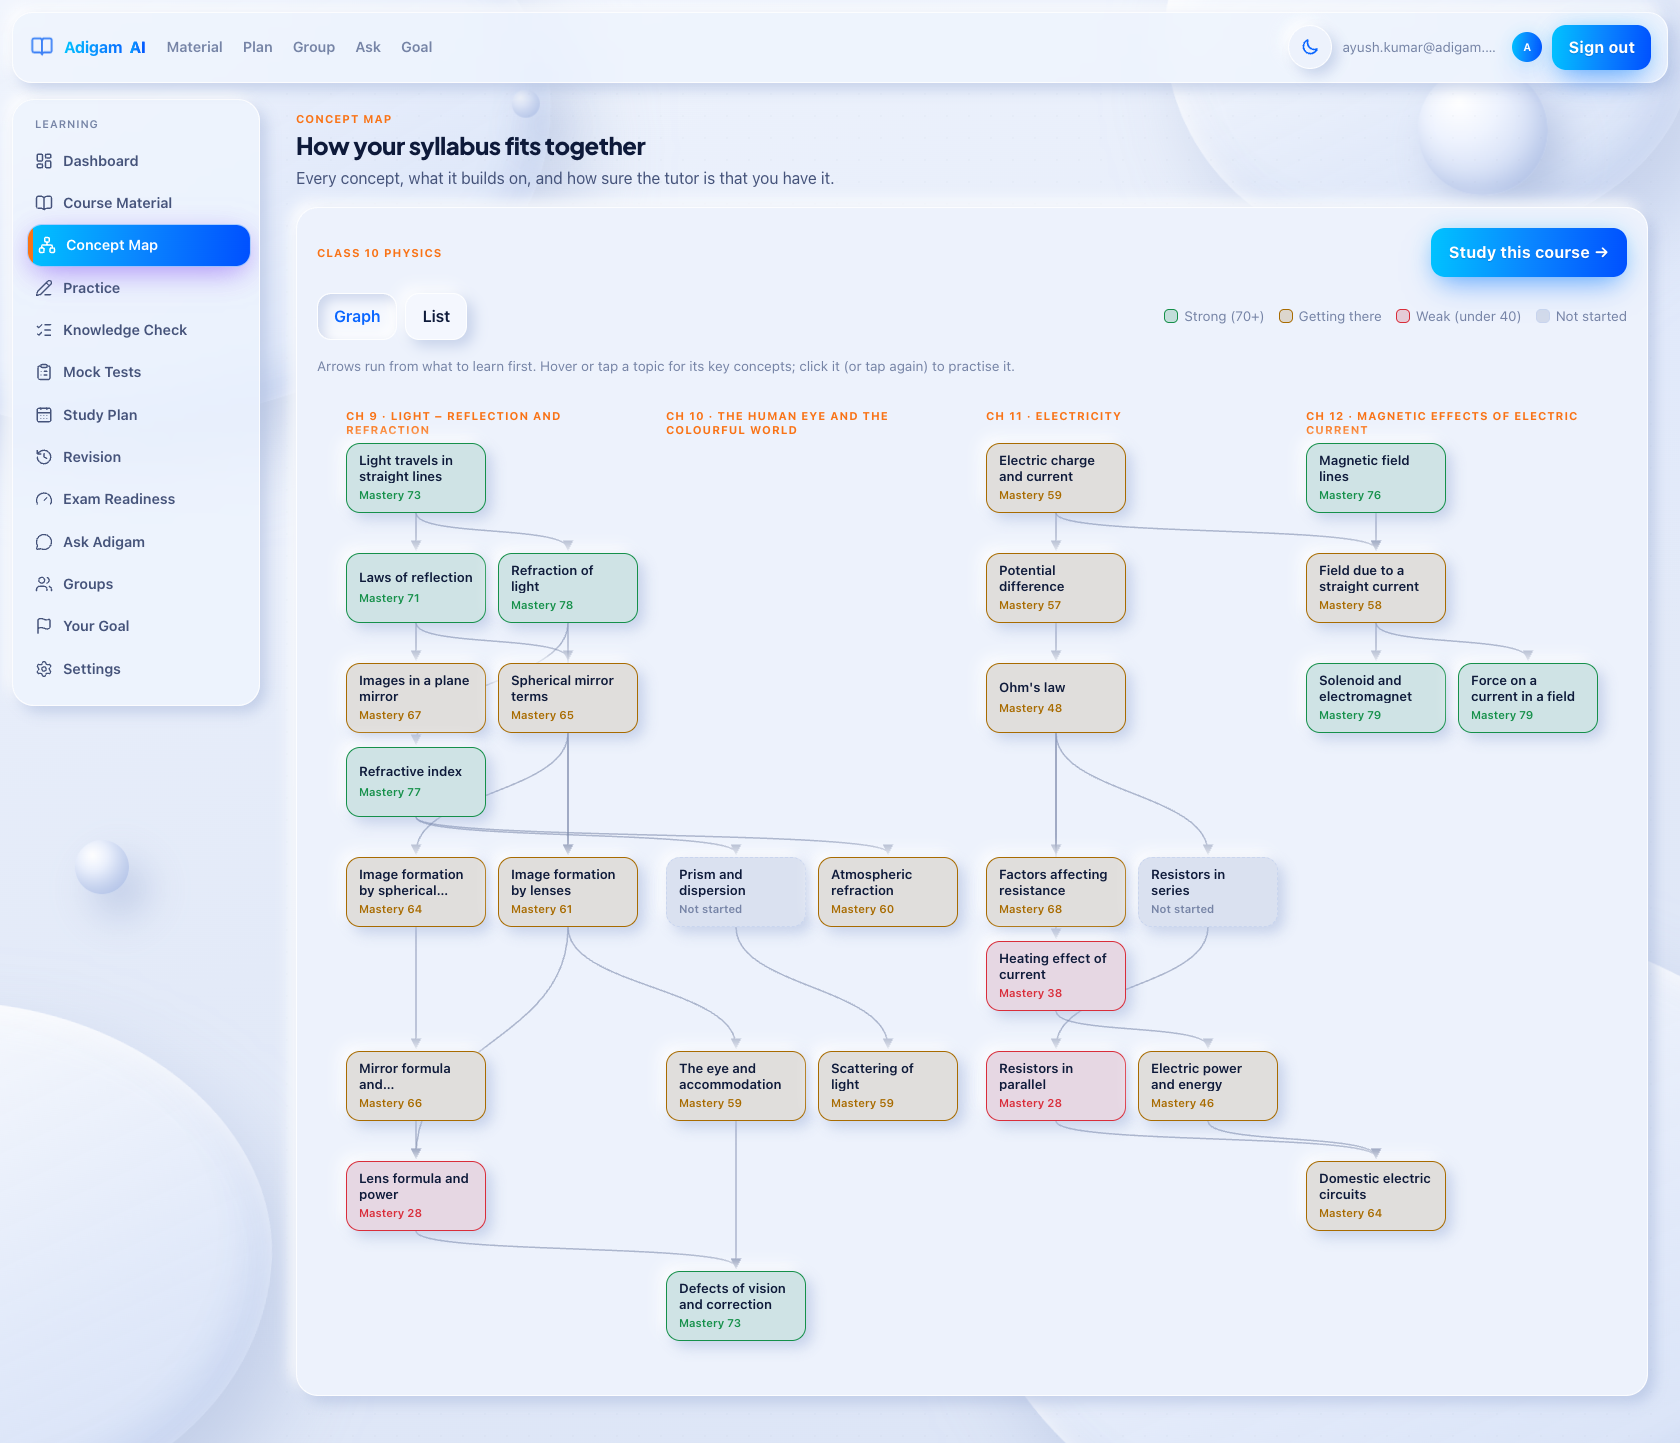 Adigam AI
Material
Plan
Group
Ask
Goal
ayush.kumar@adigam....
A
Sign out
LEARNING
Dashboard
Course Material
Concept Map
Practice
Knowledge Check
Mock Tests
Study Plan
Revision
Exam Readiness
Ask Adigam
Groups
Your Goal
Settings
CONCEPT MAP
How your syllabus fits together
Every concept, what it builds on, and how sure the tutor is that you have it.
CLASS 10 PHYSICS
Study this course →
Graph
List
Strong (70+)
Getting there
Weak (under 40)
Not started
Arrows run from what to learn first. Hover or tap a topic for its key concepts; click it (or tap again) to practise it.
CH 9 · LIGHT – REFLECTION AND
REFRACTION
CH 10 · THE HUMAN EYE AND THE
COLOURFUL WORLD
CH 11 · ELECTRICITY
CH 12 · MAGNETIC EFFECTS OF ELECTRIC
CURRENT
Light travels in
straight lines
Mastery 73
Electric charge
and current
Mastery 59
Magnetic field
lines
Mastery 76
Laws of reflection
Mastery 71
Refraction of
light
Mastery 78
Potential
difference
Mastery 57
Field due to a
straight current
Mastery 58
Images in a plane
mirror
Mastery 67
Spherical mirror
terms
Mastery 65
Ohm's law
Mastery 48
Solenoid and
electromagnet
Mastery 79
Force on a
current in a field
Mastery 79
Refractive index
Mastery 77
Image formation
by spherical...
Mastery 64
Image formation
by lenses
Mastery 61
Prism and
dispersion
Not started
Atmospheric
refraction
Mastery 60
Factors affecting
resistance
Mastery 68
Resistors in
series
Not started
Heating effect of
current
Mastery 38
Mirror formula
and...
Mastery 66
The eye and
accommodation
Mastery 59
Scattering of
light
Mastery 59
Resistors in
parallel
Mastery 28
Electric power
and energy
Mastery 46
Lens formula and
power
Mastery 28
Domestic electric
circuits
Mastery 64
Defects of vision
and correction
Mastery 73